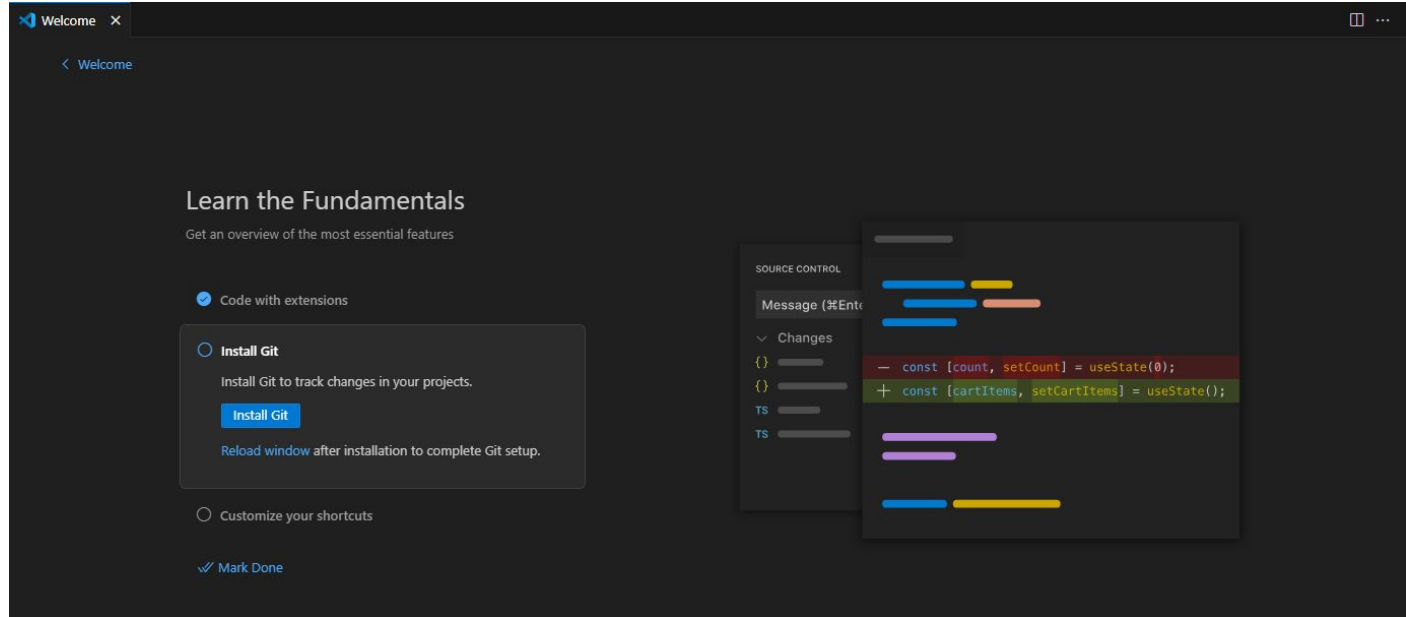 Welcome
Welcome
Learn the Fundamentals
Get an overview of the most essential features
Code with extensions
Install Git
Install Git to track changes in your projects.
Install Git
Reload window after installation to complete Git setup.
Customize your shortcuts
Mark Done
SOURCE CONTROL
Message (⌘Ente
Changes
{}
{}
TS
TS
— const [count, setCount] = useState(0);
+ const [cartItems, setCartItems] = useState();